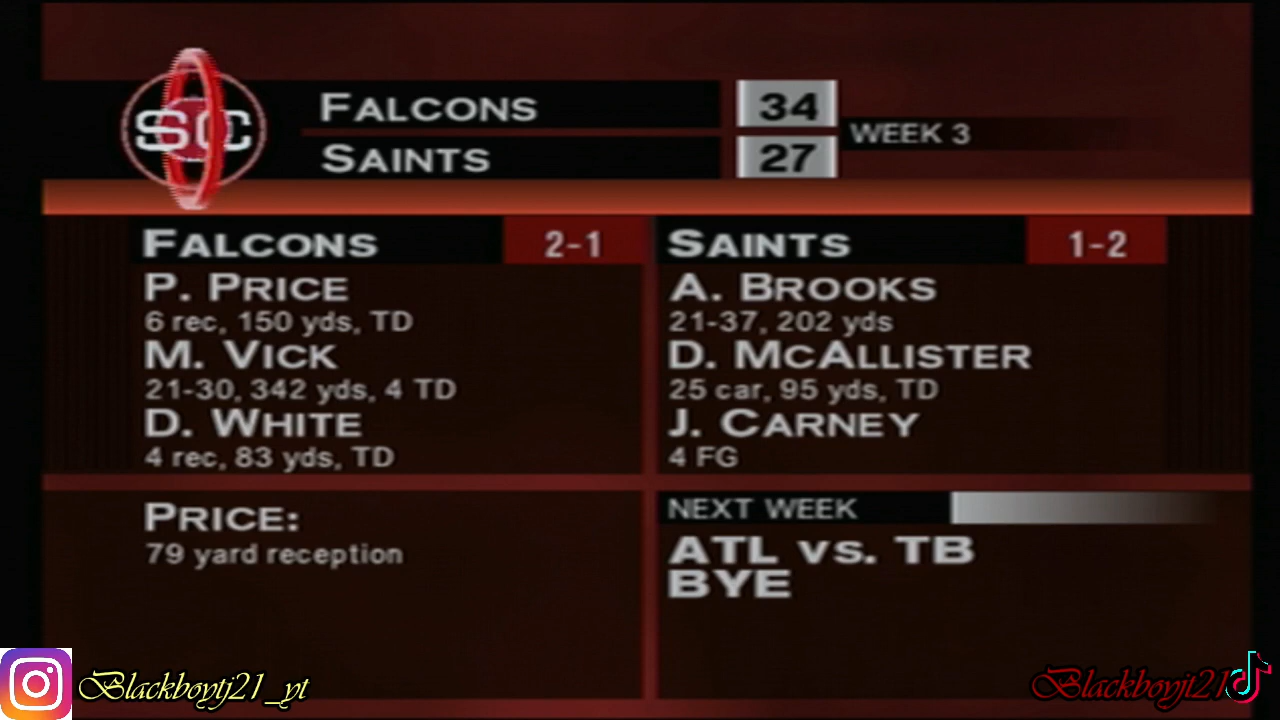 SC
FALCONS 34
SAINTS 27
WEEK 3
FALCONS 2-1
P. PRICE
6 rec, 150 yds, TD
M. VICK
21-30, 342 yds, 4 TD
D. WHITE
4 rec, 83 yds, TD
SAINTS 1-2
A. BROOKS
21-37, 202 yds
D. MCALLISTER
25 car, 95 yds, TD
J. CARNEY
4 FG
PRICE:
79 yard reception
NEXT WEEK
ATL vs. TB
BYE
Blackboytj21_yt
Blackboyjt21